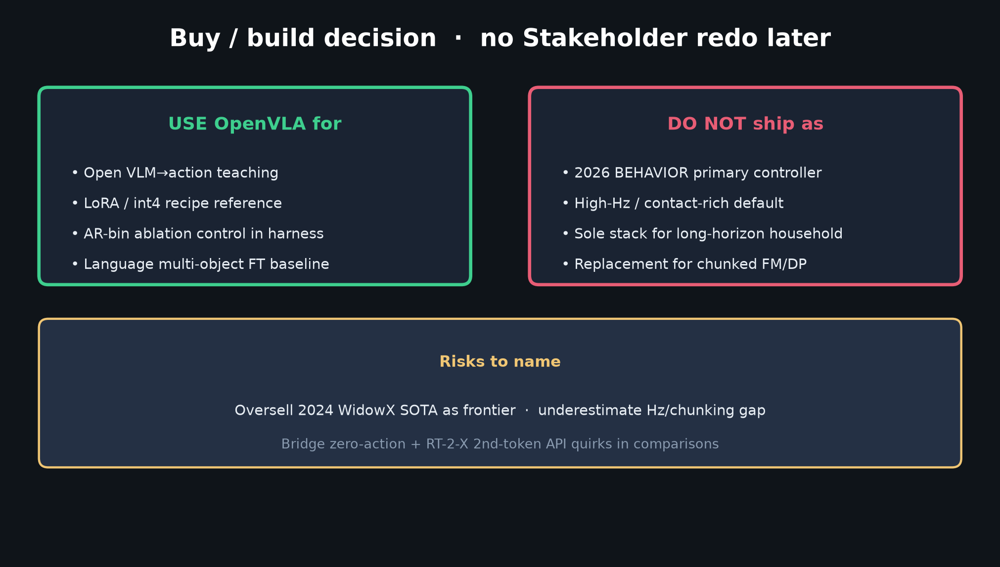 Buy / build decision · no Stakeholder redo later
USE OpenVLA for
• Open VLM→action teaching
• LoRA / int4 recipe reference
• AR-bin ablation control in harness
• Language multi-object FT baseline
DO NOT ship as
• 2026 BEHAVIOR primary controller
• High-Hz / contact-rich default
• Sole stack for long-horizon household
• Replacement for chunked FM/DP
Risks to name
Oversell 2024 WidowX SOTA as frontier · underestimate Hz/chunking gap
Bridge zero-action + RT-2-X 2nd-token API quirks in comparisons